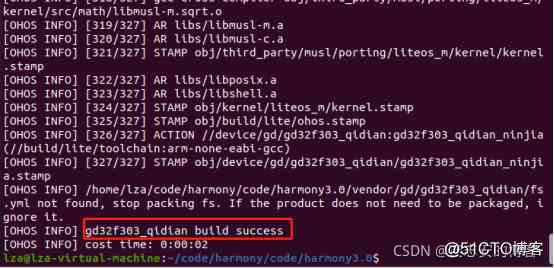 kernel/src/math/libmusl-m.sqrt.o
[OHOS INFO] [319/327] AR libs/libmusl-m.a
[OHOS INFO] [320/327] AR libs/libmusl-c.a
[OHOS INFO] [321/327] STAMP obj/third_party/musl/porting/liteos_m/kernel/kernel
.stamp
[OHOS INFO] [322/327] AR libs/libposix.a
[OHOS INFO] [323/327] AR libs/libshell.a
[OHOS INFO] [324/327] STAMP obj/kernel/liteos_m/kernel.stamp
[OHOS INFO] [325/327] STAMP obj/build/lite/ohos.stamp
[OHOS INFO] [326/327] ACTION //device/gd/gd32f303_qidian:gd32f303_qidian_ninjia
(//build/lite/toolchain:arm-none-eabi-gcc)
[OHOS INFO] [327/327] STAMP obj/device/gd/gd32f303_qidian/gd32f303_qidian_ninji
a.stamp
[OHOS INFO] /home/lza/code/harmony/code/harmony3.0/vendor/gd/gd32f303_qidian/fs
.yml not found, stop packing fs. If the product does not need to be packaged, i
gnore it.
[OHOS INFO] gd32f303_qidian build success
[OHOS INFO] cost time: 0:00:02
lza@lza-virtual-machine:~/code/harmony/code/harmony3.0$
CSDN
@51CTO博客